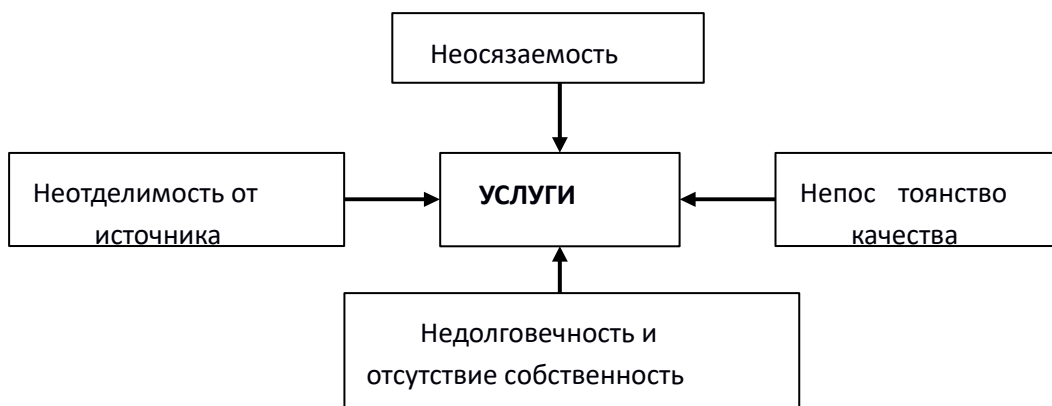 Неосязаемость
Неотделимость от
источника
УСЛУГИ
Непос тоянство
качества
Недолговечность и
отсутствие собственность